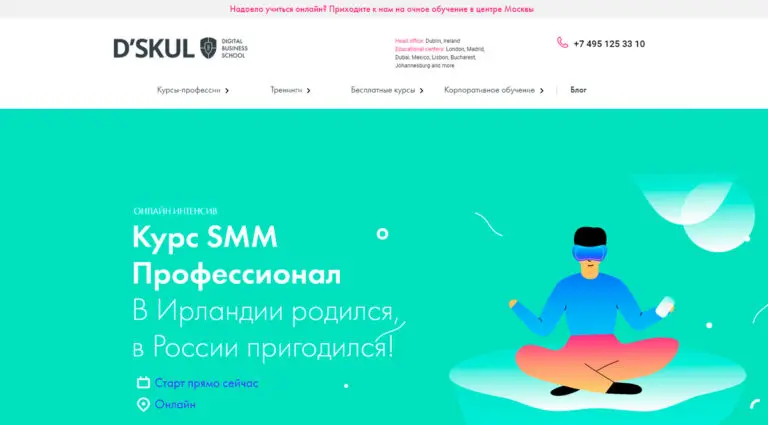 Надоело учиться онлайн? Приходите к нам на очное обучение в центре Москвы
D'SKUL
DIGITAL
BUSINESS
SCHOOL
Head office: Dublin, Ireland
Educational centers: London, Madrid,
Dubai, Mexico, Lisbon, Bucharest,
Johannesburg and more
+7 495 125 33 10
Курсы-профессии
Тренинги
Бесплатные курсы
Корпоративное обучение
Блог
ОНЛАЙН ИНТЕНСИВ
Курс SMM
Профессионал
В Ирландии родился,
в России пригодился!
Старт прямо сейчас
Онлайн